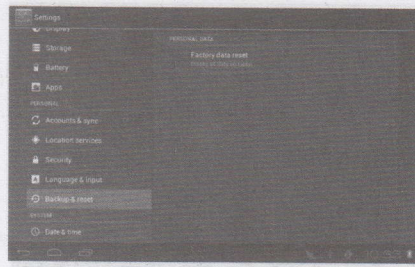 Settings
Display
Storage
Battery
Apps
PERSONAL
Accounts & sync
Location services
Security
Language & input
Backup & reset
SYSTEM
Date & time
PERSONAL DATA
Factory data reset